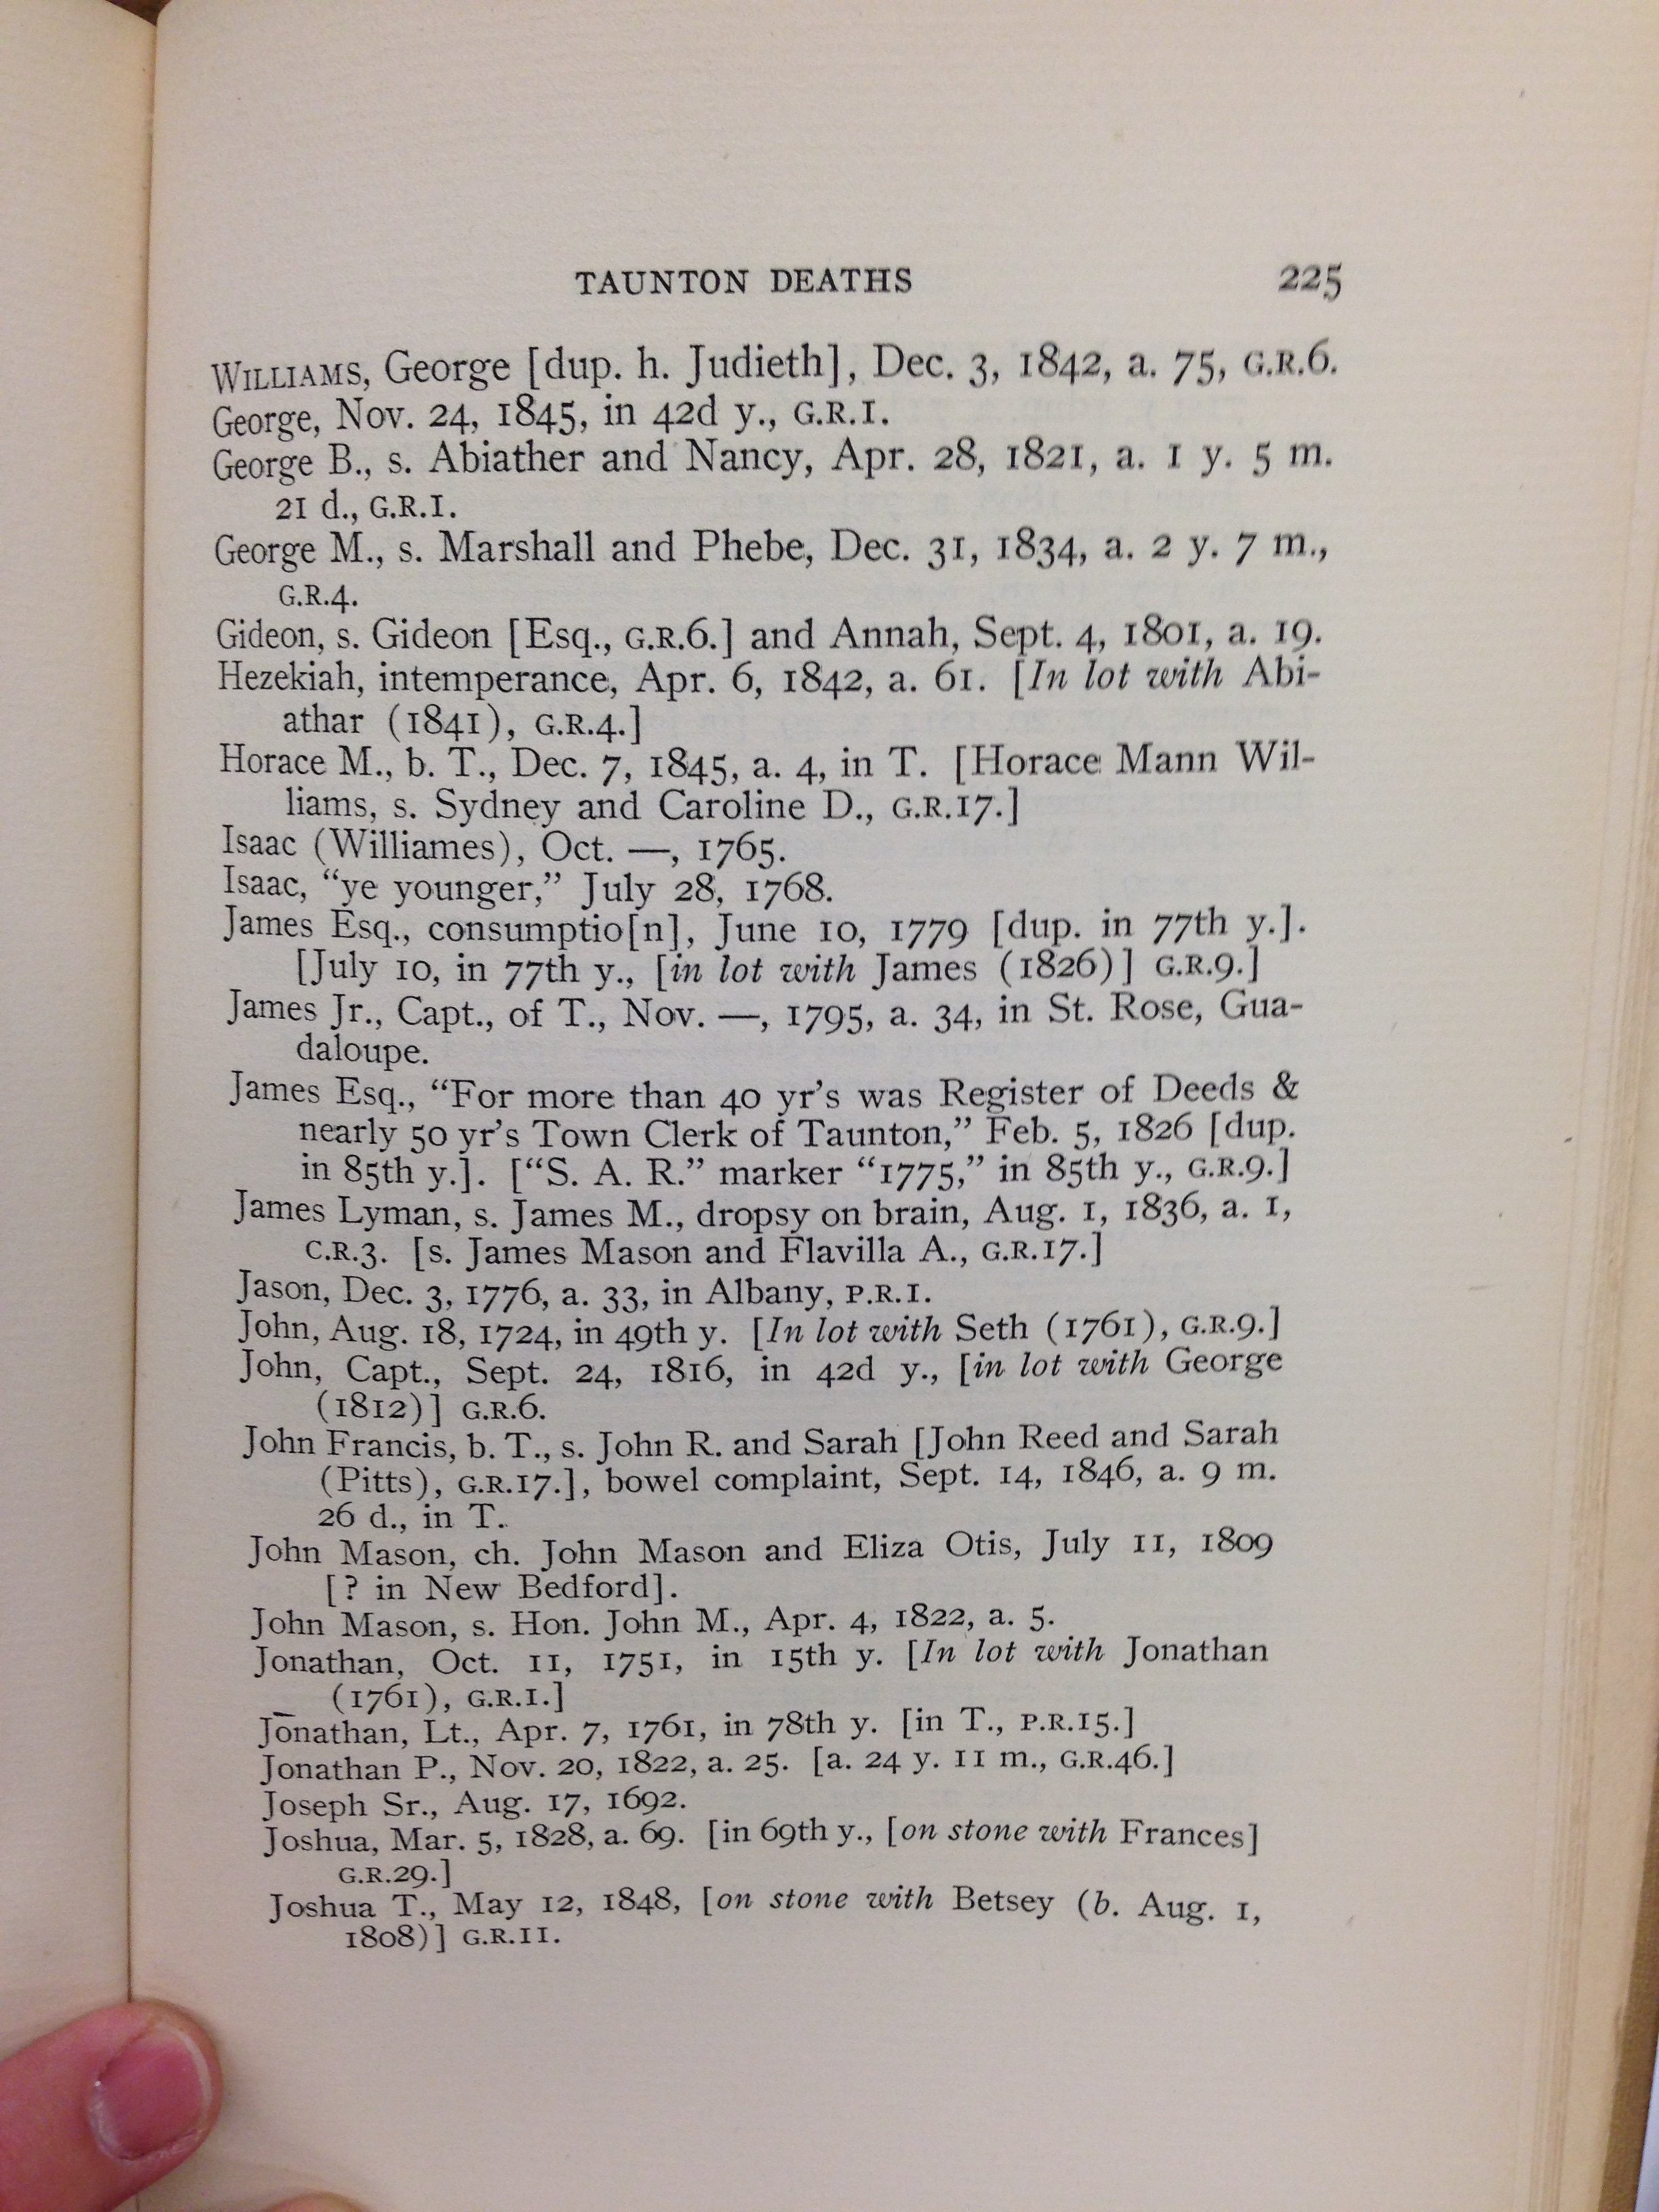 TAUNTON DEATHS 225
WILLIAMS, George [dup. h. Judieth], Dec. 3, 1842, a. 75, G.R.6.
George, Nov. 24, 1845, in 42d y., G.R.1.
George B., s. Abiather and Nancy, Apr. 28, 1821, a. 1 y. 5 m.
21 d., G.R.1.
George M., s. Marshall and Phebe, Dec. 31, 1834, a. 2 y. 7 m.,
G.R.4.
Gideon, s. Gideon [Esq., G.R.6.] and Annah, Sept. 4, 1801, a. 19.
Hezekiah, intemperance, Apr. 6, 1842, a. 61. [In lot with Abi-
athar (1841), G.R.4.]
Horace M., b. T., Dec. 7, 1845, a. 4, in T. [Horace Mann Wil-
liams, s. Sydney and Caroline D., G.R.17.]
Isaac (Williames), Oct. —, 1765.
Isaac, “ye younger,” July 28, 1768.
James Esq., consumptio[n], June 10, 1779 [dup. in 77th y.].
[July 10, in 77th y., [in lot with James (1826)] G.R.9.]
James Jr., Capt., of T., Nov. —, 1795, a. 34, in St. Rose, Gua-
daloupe.
James Esq., “For more than 40 yr’s was Register of Deeds &
nearly 50 yr’s Town Clerk of Taunton,” Feb. 5, 1826 [dup.
in 85th y.]. [“S. A. R.” marker “1775,” in 85th y., G.R.9.]
James Lyman, s. James M., dropsy on brain, Aug. 1, 1836, a. 1,
C.R.3. [s. James Mason and Flavilla A., G.R.17.]
Jason, Dec. 3, 1776, a. 33, in Albany, P.R.1.
John, Aug. 18, 1724, in 49th y. [In lot with Seth (1761), G.R.9.]
John, Capt., Sept. 24, 1816, in 42d y., [in lot with George
(1812)] G.R.6.
John Francis, b. T., s. John R. and Sarah [John Reed and Sarah
(Pitts), G.R.17.], bowel complaint, Sept. 14, 1846, a. 9 m.
26 d., in T.
John Mason, ch. John Mason and Eliza Otis, July 11, 1809
[? in New Bedford].
John Mason, s. Hon. John M., Apr. 4, 1822, a. 5.
Jonathan, Oct. 11, 1751, in 15th y. [In lot with Jonathan
(1761), G.R.1.]
Jonathan, Lt., Apr. 7, 1761, in 78th y. [in T., P.R.15.]
Jonathan P., Nov. 20, 1822, a. 25. [a. 24 y. 11 m., G.R.46.]
Joseph Sr., Aug. 17, 1692.
Joshua, Mar. 5, 1828, a. 69. [in 69th y., [on stone with Frances]
G.R.29.]
Joshua T., May 12, 1848, [on stone with Betsey (b. Aug. 1,
1808)] G.R.11.